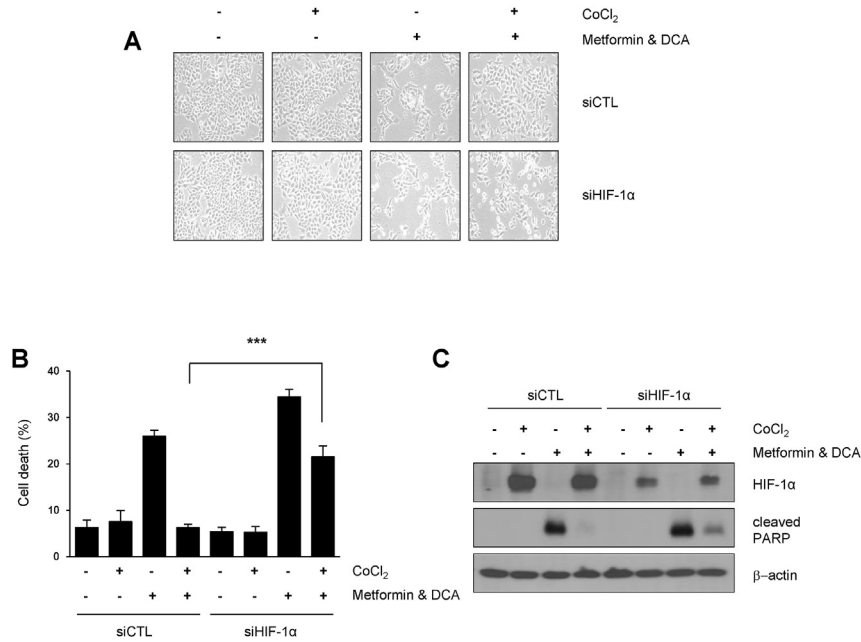 - + - + CoCl2
A - - + + Metformin & DCA
siCTL
siHIF-1α
B
***
Cell death (%)
40
30
20
10
0
- + - + - + - + CoCl2
- - + + - - + + Metformin & DCA
siCTL siHIF-1α
C
siCTL siHIF-1α
- + - + - + - + CoCl2
- - + + - - + + Metformin & DCA
HIF-1α
cleaved
PARP
β–actin